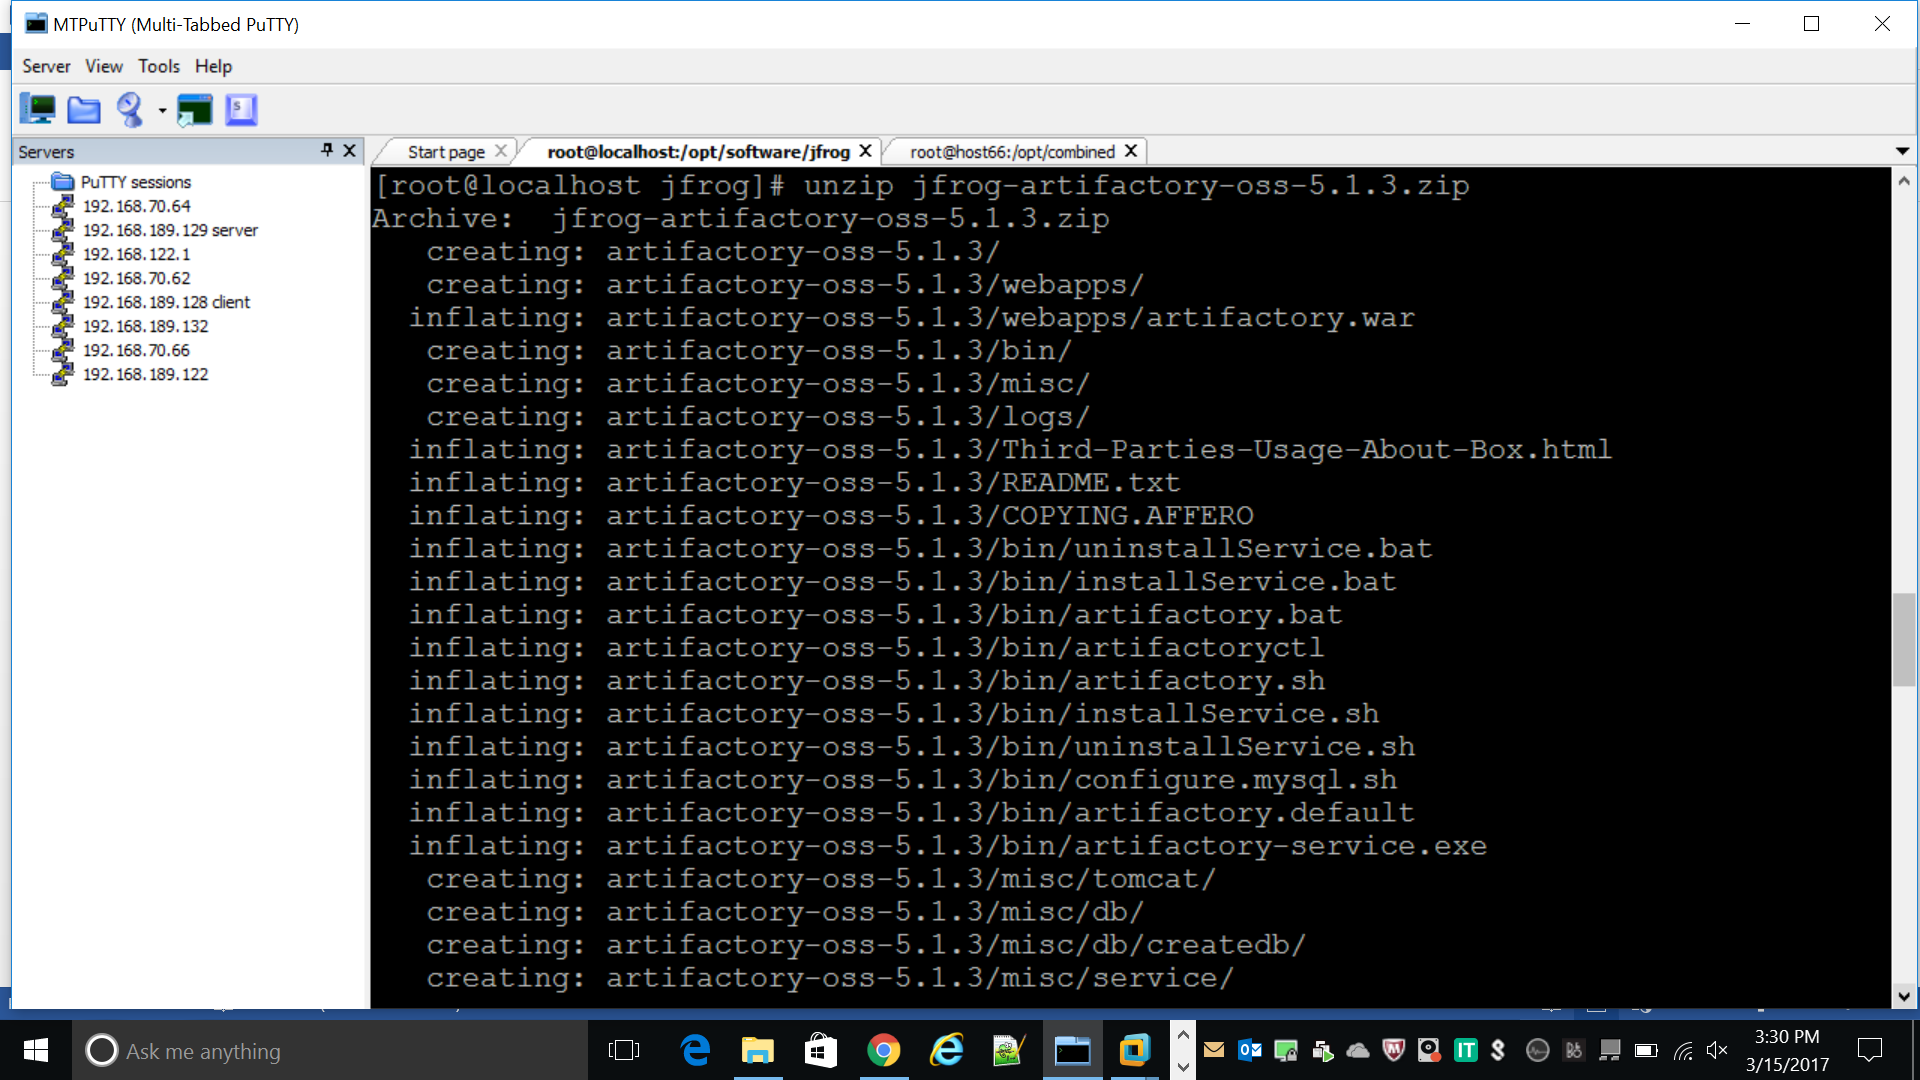 MTPuTTY (Multi-Tabbed PuTTY)
Server View Tools Help
Servers
PuTTY sessions
192.168.70.64
192.168.189.129 server
192.168.122.1
192.168.70.62
192.168.189.128 client
192.168.189.132
192.168.70.66
192.168.189.122
Start page root@localhost:/opt/software/jfrog root@host66:/opt/combined
[root@localhost jfrog]# unzip jfrog-artifactory-oss-5.1.3.zip
Archive:  jfrog-artifactory-oss-5.1.3.zip
creating: artifactory-oss-5.1.3/
creating: artifactory-oss-5.1.3/webapps/
inflating: artifactory-oss-5.1.3/webapps/artifactory.war
creating: artifactory-oss-5.1.3/bin/
creating: artifactory-oss-5.1.3/misc/
creating: artifactory-oss-5.1.3/logs/
inflating: artifactory-oss-5.1.3/Third-Parties-Usage-About-Box.html
inflating: artifactory-oss-5.1.3/README.txt
inflating: artifactory-oss-5.1.3/COPYING.AFFERO
inflating: artifactory-oss-5.1.3/bin/uninstallService.bat
inflating: artifactory-oss-5.1.3/bin/installService.bat
inflating: artifactory-oss-5.1.3/bin/artifactory.bat
inflating: artifactory-oss-5.1.3/bin/artifactoryctl
inflating: artifactory-oss-5.1.3/bin/artifactory.sh
inflating: artifactory-oss-5.1.3/bin/installService.sh
inflating: artifactory-oss-5.1.3/bin/uninstallService.sh
inflating: artifactory-oss-5.1.3/bin/configure.mysql.sh
inflating: artifactory-oss-5.1.3/bin/artifactory.default
inflating: artifactory-oss-5.1.3/bin/artifactory-service.exe
creating: artifactory-oss-5.1.3/misc/tomcat/
creating: artifactory-oss-5.1.3/misc/db/
creating: artifactory-oss-5.1.3/misc/db/createdb/
creating: artifactory-oss-5.1.3/misc/service/
Ask me anything
IT
3:30 PM
3/15/2017